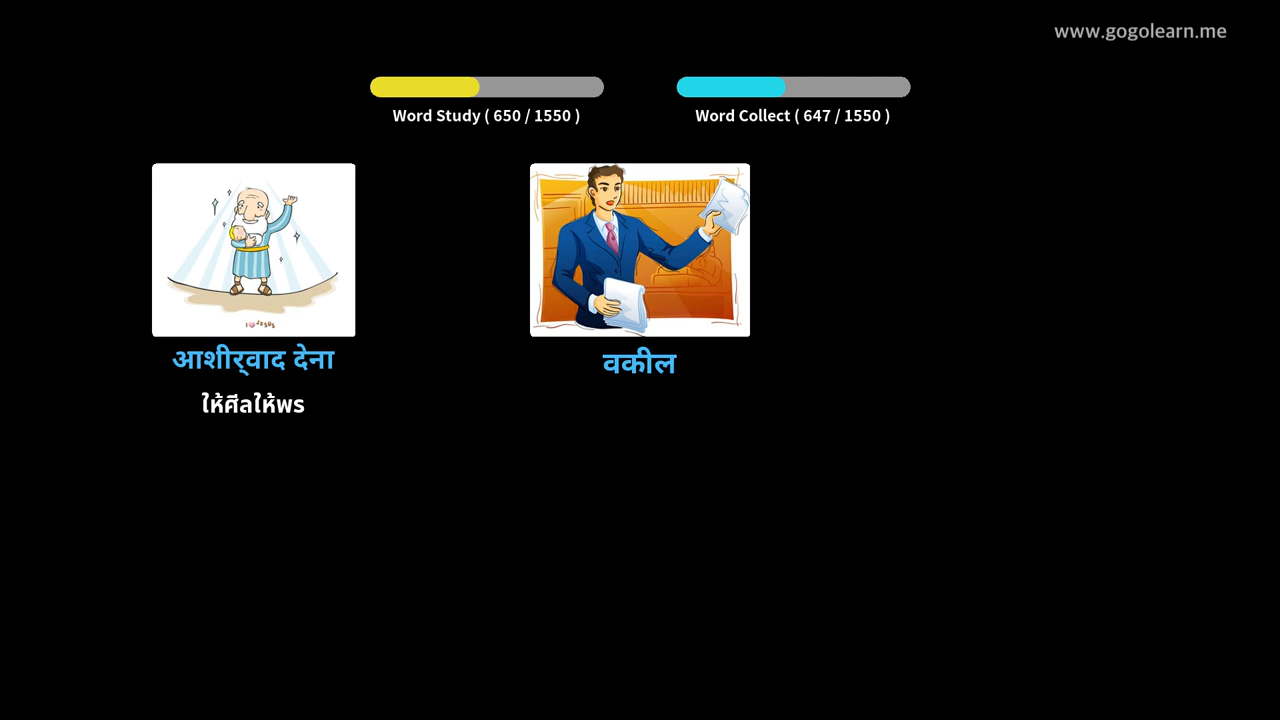 www.gogolearn.me
Word Study ( 650 / 1550 )
Word Collect ( 647 / 1550 )
I JESUS
आशीर्‌वाद देना
वकील
ให้ศีลให้พร